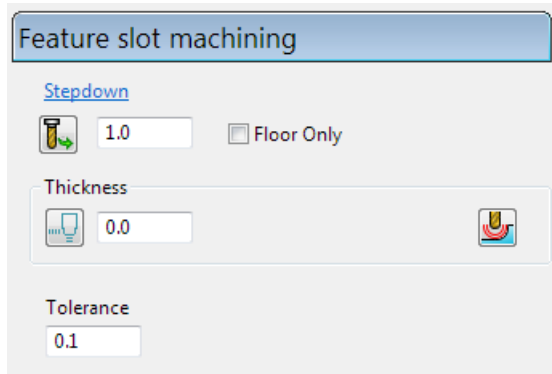 Feature slot machining
Stepdown
1.0 Floor Only
Thickness
0.0
Tolerance
0.1